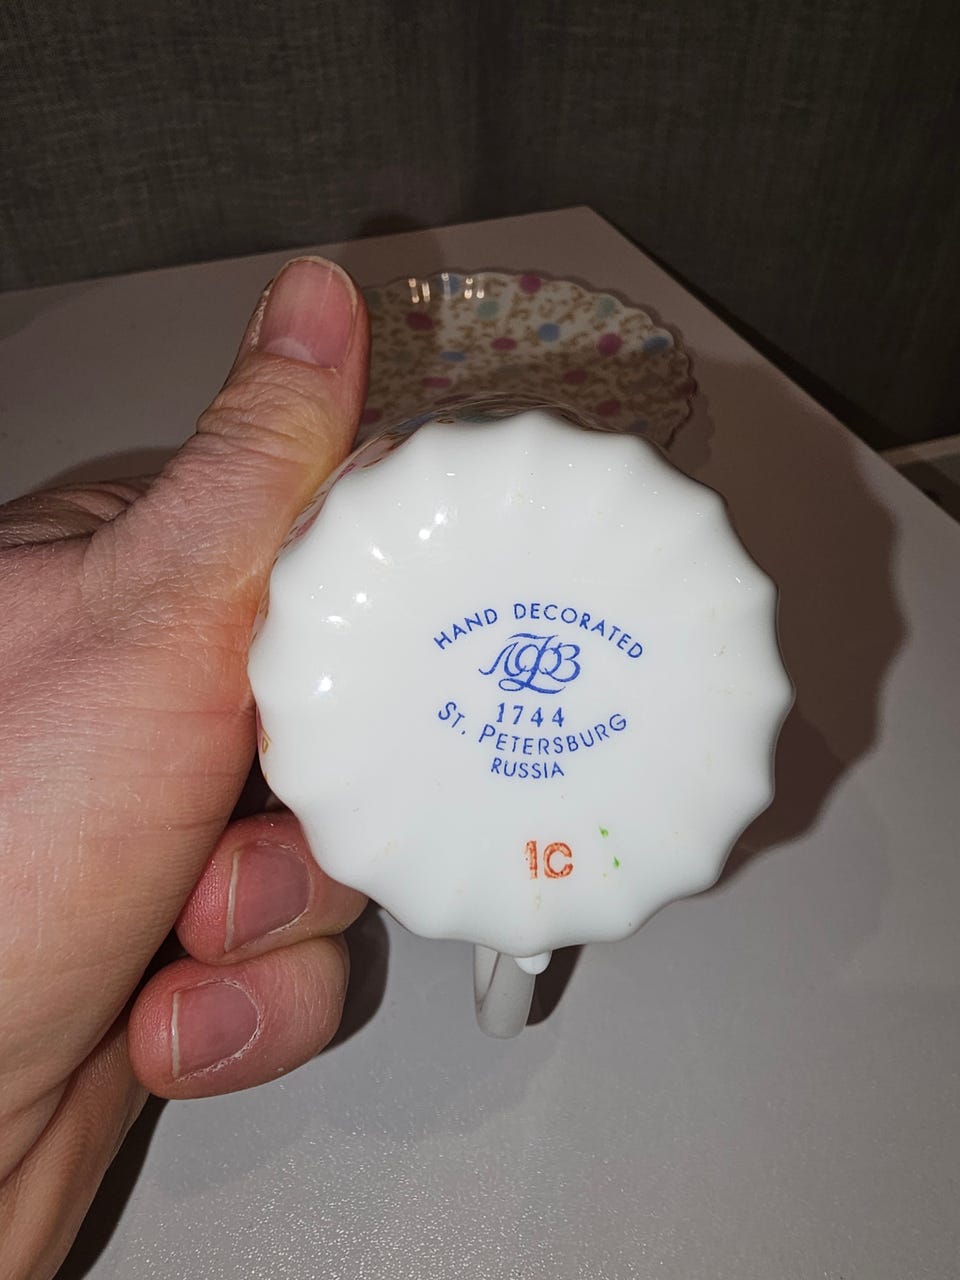 HAND DECORATED
ЛФЗ
1744
ST. PETERSBURG
RUSSIA
1C